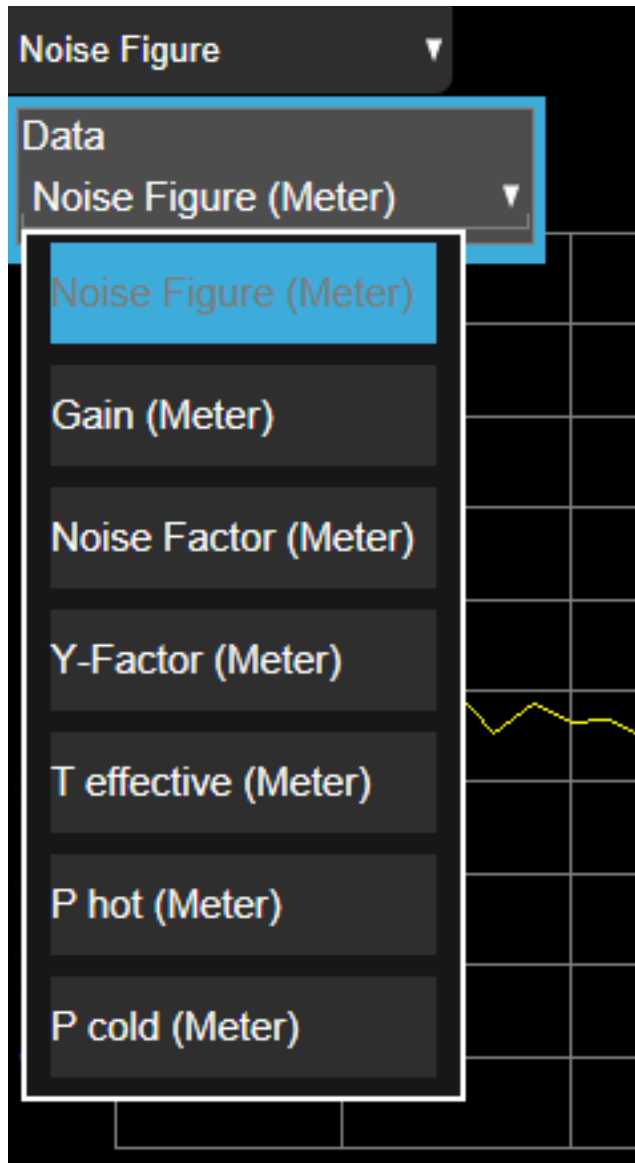 Noise Figure
Data
Noise Figure (Meter)
Noise Figure (Meter)
Gain (Meter)
Noise Factor (Meter)
Y-Factor (Meter)
T effective (Meter)
P hot (Meter)
P cold (Meter)